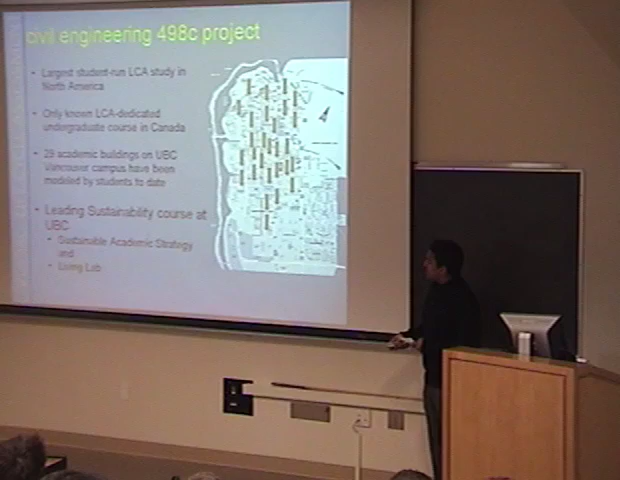 civil engineering 498c project
• Largest student-run LCA study in
North America
• Only known LCA-dedicated
undergraduate course in Canada
• 29 academic buildings on UBC
Vancouver campus have been
modeled by students to date
• Leading Sustainability course at
UBC
• Sustainable Academic Strategy
and
• Living Lab